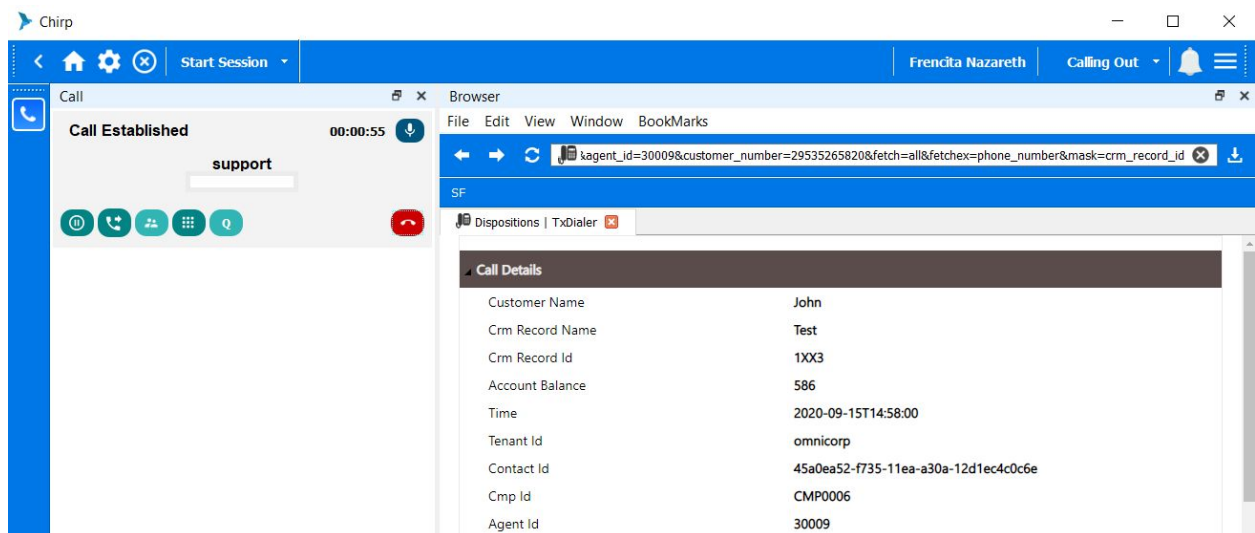 Chirp
Start Session
Frencita Nazareth
Calling Out
Call
Call Established
00:00:55
support
Q
Browser
File Edit View Window BookMarks
agent_id=30009&customer_number=29535265820&fetch=all&fetchex=phone_number&mask=crm_record_id
SF
Dispositions | TxDialer
Call Details
Customer Name John
Crm Record Name Test
Crm Record Id 1XX3
Account Balance 586
Time 2020-09-15T14:58:00
Tenant Id omnicorp
Contact Id 45a0ea52-f735-11ea-a30a-12d1ec4c0c6e
Cmp Id CMP0006
Agent Id 30009